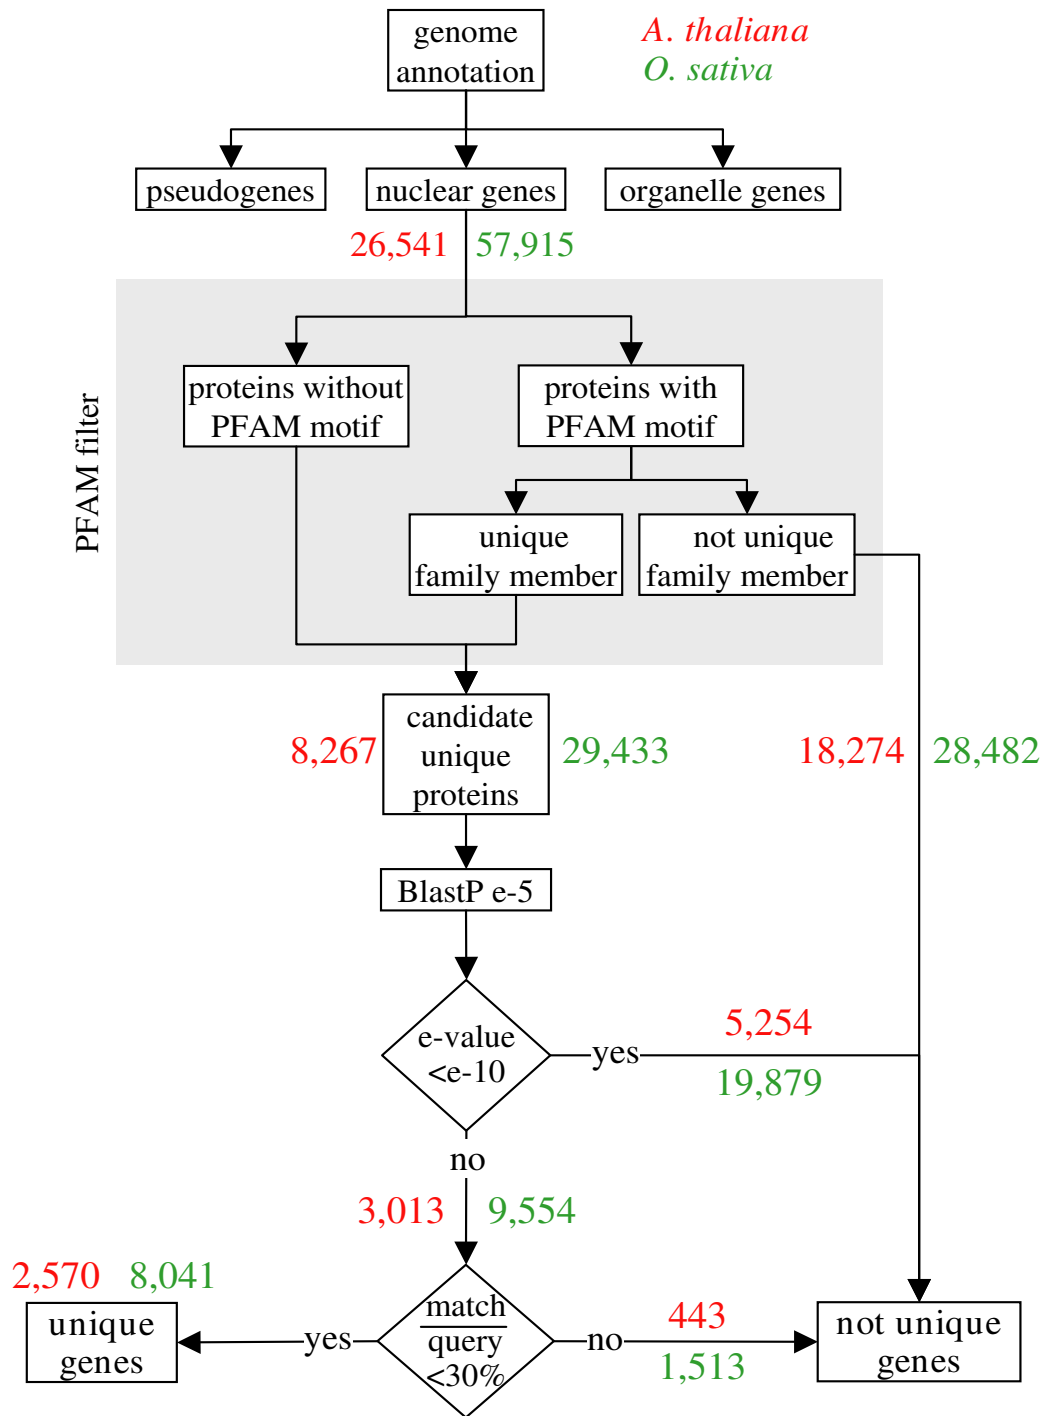 genome
annotation
A. thaliana
O. sativa
pseudogenes
nuclear genes
organelle genes
26,541
57,915
PFAM filter
proteins without
PFAM motif
proteins with
PFAM motif
unique
family member
not unique
family member
candidate
unique
proteins
8,267
29,433
18,274
28,482
BlastP e-5
e-value
<e-10
yes
5,254
19,879
no
3,013
9,554
2,570
8,041
unique
genes
yes
match
query
<30%
no
443
1,513
not unique
genes